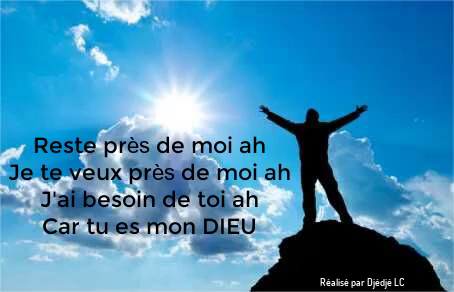 Reste près de moi ah
Je te veux près de moi ah
J'ai besoin de toi ah
Car tu es mon DIEU
Réalisé par Djédjé LC